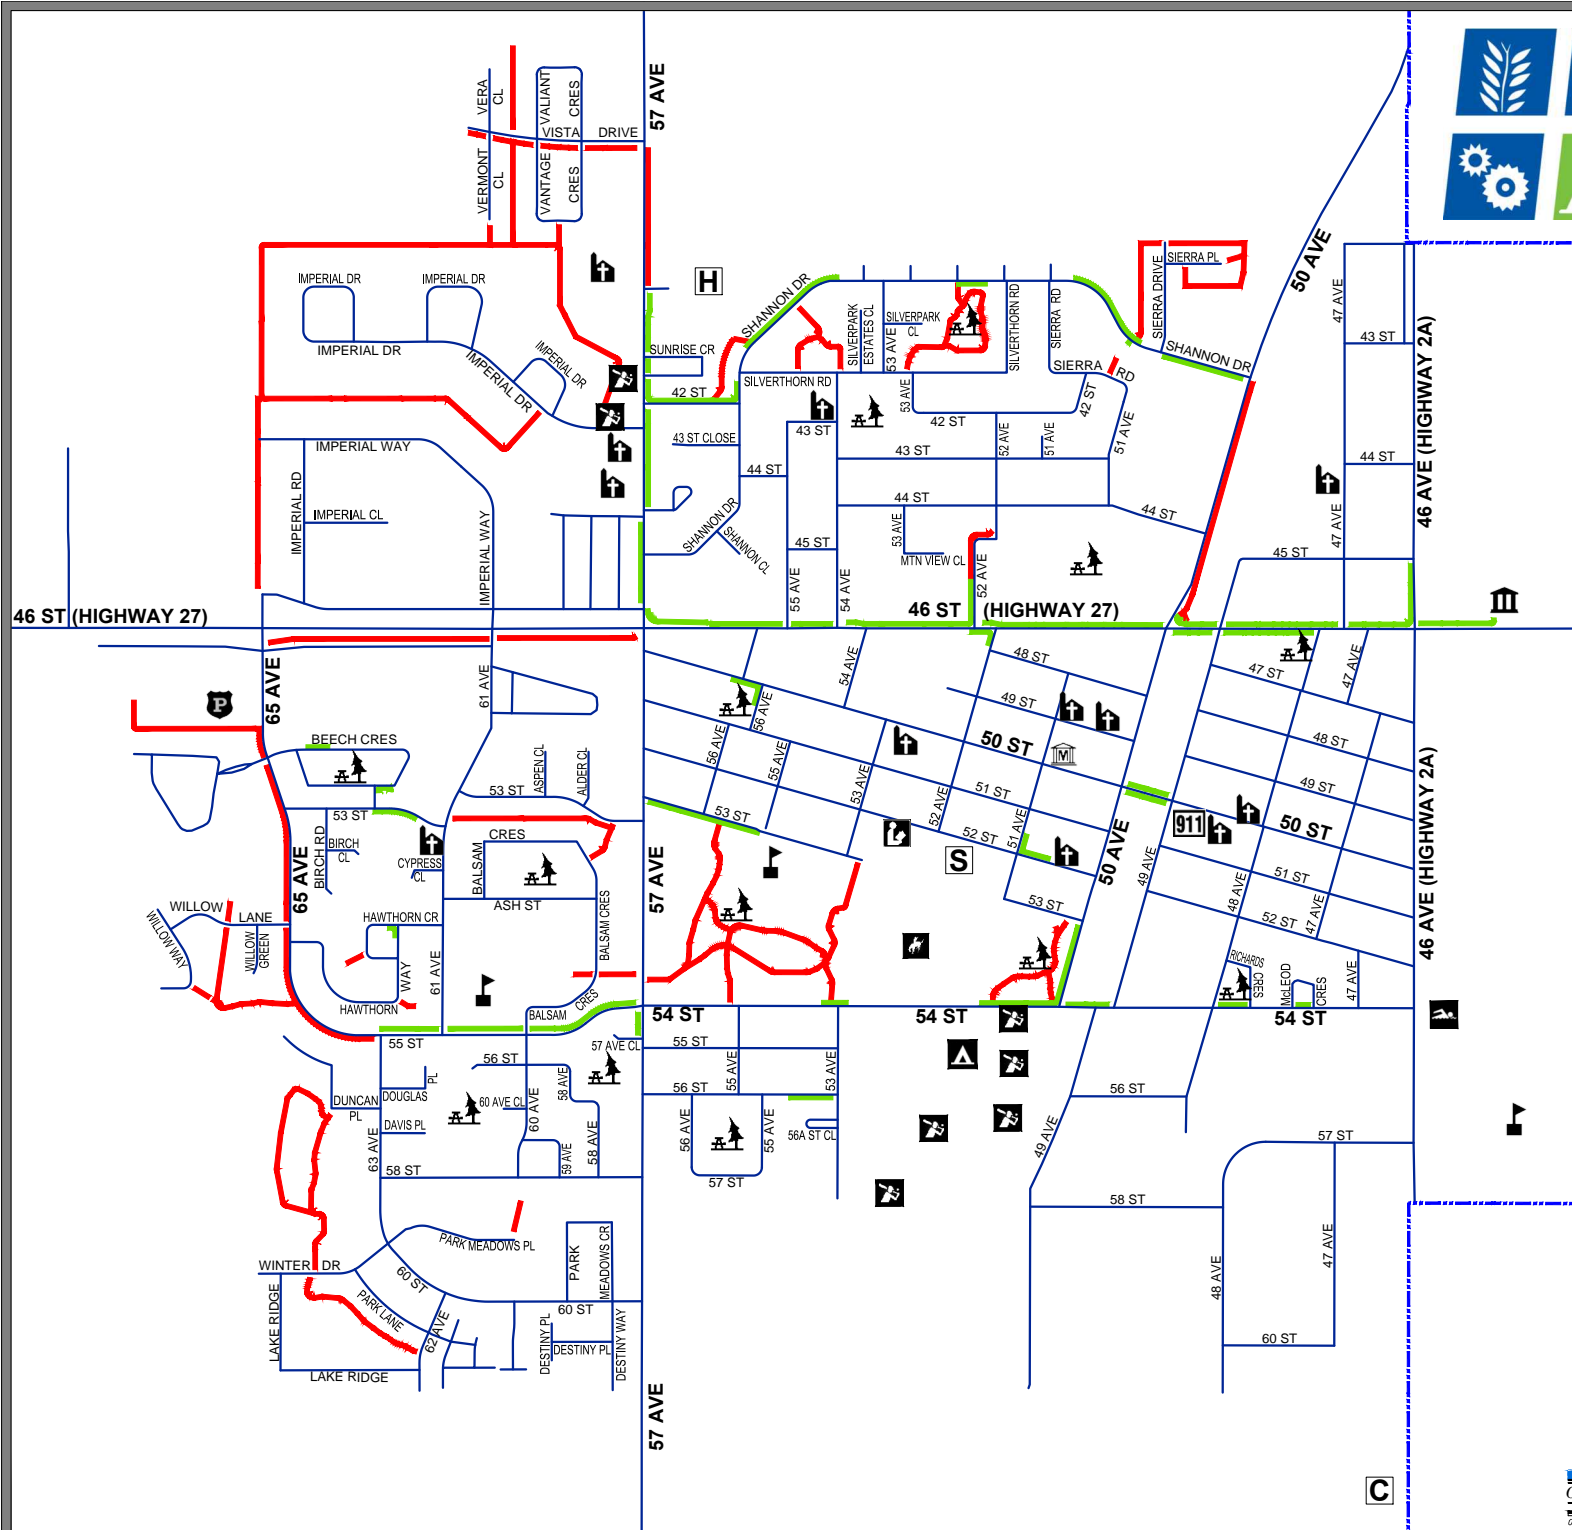 VERA
CL
VALIANT
CRES
57 AVE
VISTA DRIVE
VERMONT
CL
VANTAGE
CRES
50 AVE
SIERRA DRIVE
SIERRA PL
IMPERIAL DR
IMPERIAL DR
H
SHANNON DR
SILVERPARK
ESTATES CL
53 AVE
SILVERPARK
CL
SILVERTHORN RD
SIERRA RD
47 AVE
43 ST
46 AVE (HIGHWAY 2A)
IMPERIAL DR
IMPERIAL DR
IMPERIAL DR
SUNRISE CR
42 ST
SILVERTHORN RD
53 AVE
SIERRA RD
SHANNON DR
42 ST
42 ST
51 AVE
43 ST CLOSE
43 ST
43 ST
52 AVE
51 AVE
IMPERIAL WAY
44 ST
44 ST
44 ST
44 ST
IMPERIAL RD
IMPERIAL CL
IMPERIAL WAY
SHANNON DR
SHANNON CL
45 ST
53 AVE
MTN VIEW CL
52 AVE
47 AVE
45 ST
55 AVE
54 AVE
46 ST (HIGHWAY 27)
46 ST (HIGHWAY 27)
65 AVE
61 AVE
54 AVE
48 ST
47 ST
47 AVE
P
56 AVE
49 ST
50 ST
M
48 ST
BEECH CRES
56 AVE
55 AVE
53 AVE
51 ST
49 ST
46 AVE (HIGHWAY 2A)
53 ST
ASPEN CL
ALDER CL
53 ST
53 ST
52 AVE
52 ST
51 AVE
50 AVE
911
50 ST
BIRCH RD
BIRCH
CL
CYPRESS
CL
CRES
BALSAM
57 AVE
S
49 AVE
51 ST
65 AVE
ASH ST
BALSAM CRES
53 ST
48 AVE
52 ST
47 AVE
WILLOW LANE
WILLOW WAY
WILLOW
GREEN
HAWTHORN CR
WAY
HAWTHORN
61 AVE
RICHARDS
CRES
McLEOD
CRES
47 AVE
BALSAM CRES
54 ST
54 ST
54 ST
55 ST
57 AVE CL
55 ST
56 ST
58 AVE
56 ST
55 AVE
53 AVE
DUNCAN
PL
DOUGLAS
PL
60 AVE CL
60 AVE
56 ST
DAVIS PL
63 AVE
58 ST
59 AVE
58 AVE
56 AVE
55 AVE
56A ST CL
57 ST
49 AVE
57 ST
58 ST
PARK MEADOWS PL
PARK
MEADOWS CR
WINTER DR
60 ST
PARK LANE
62 AVE
60 ST
LAKE RIDGE
LAKE RIDGE
DESTINY PL
DESTINY PL
DESTINY WAY
48 AVE
47 AVE
60 ST
57 AVE
C